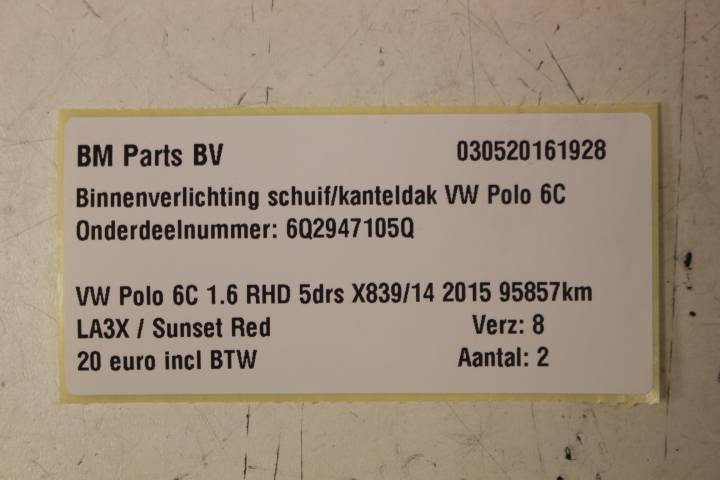 BM Parts BV 030520161928
Binnenverlichting schuif/kanteldak VW Polo 6C
Onderdeelnummer: 6Q2947105Q
VW Polo 6C 1.6 RHD 5drs X839/14 2015 95857km
LA3X / Sunset Red Verz: 8
20 euro incl BTW Aantal: 2